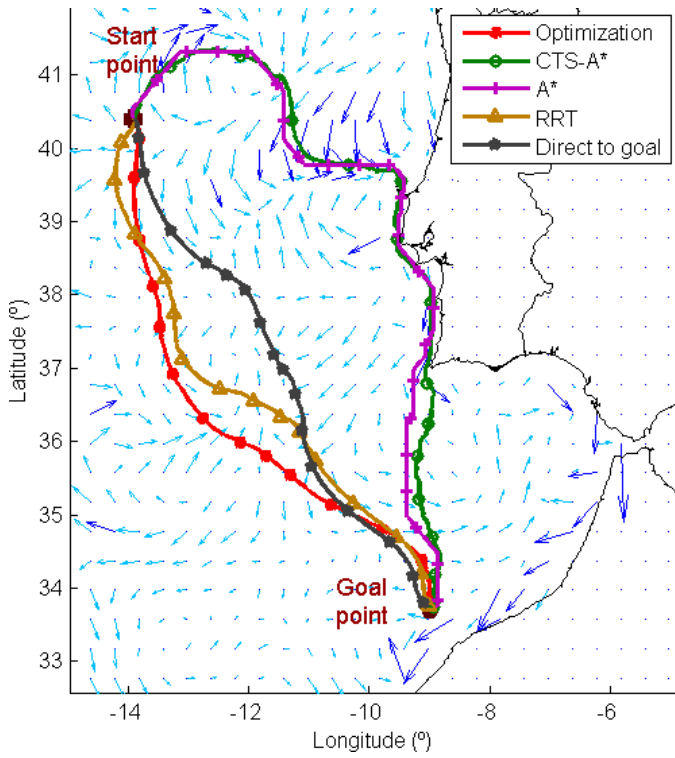 Start
point
Optimization
CTS-A*
A*
RRT
Direct to goal
41
40
39
38
37
36
35
34
33
Latitude (º)
Goal
point
-14
-12
-10
-8
-6
Longitude (º)